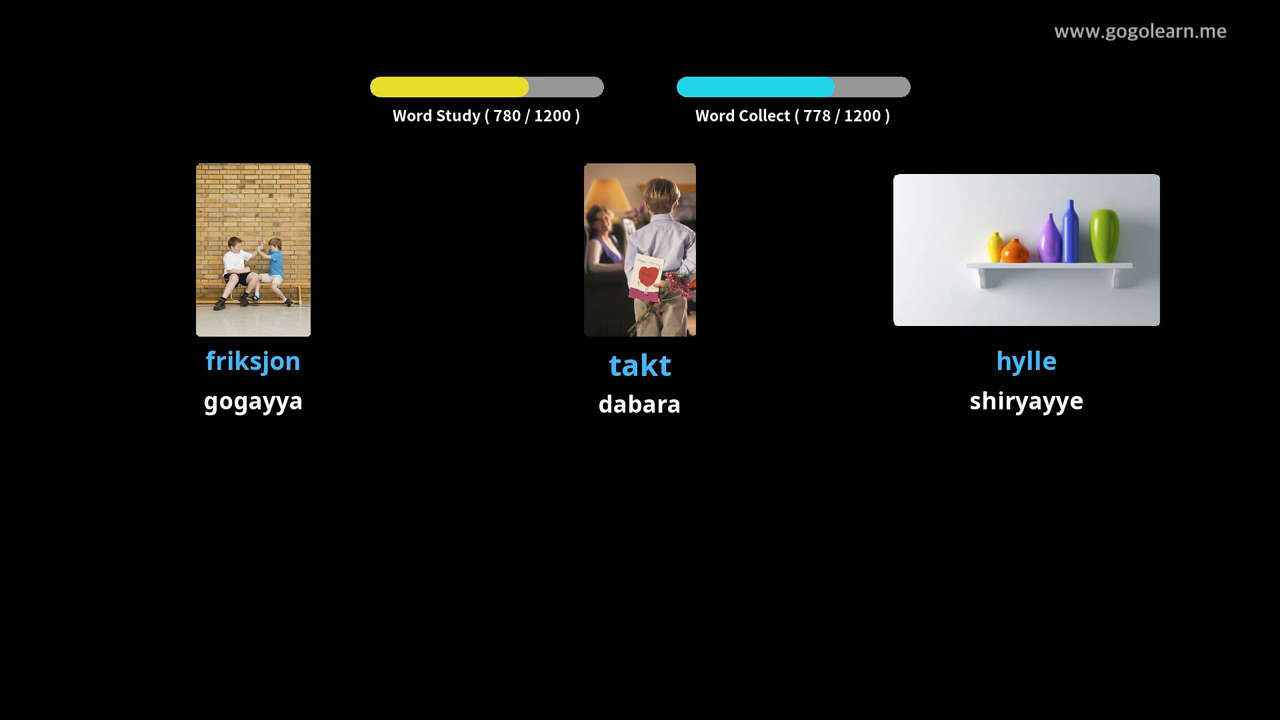 www.gogolearn.me
Word Study ( 780 / 1200 )
Word Collect ( 778 / 1200 )
friksjon
gogayya
takt
dabara
hylle
shiryayye